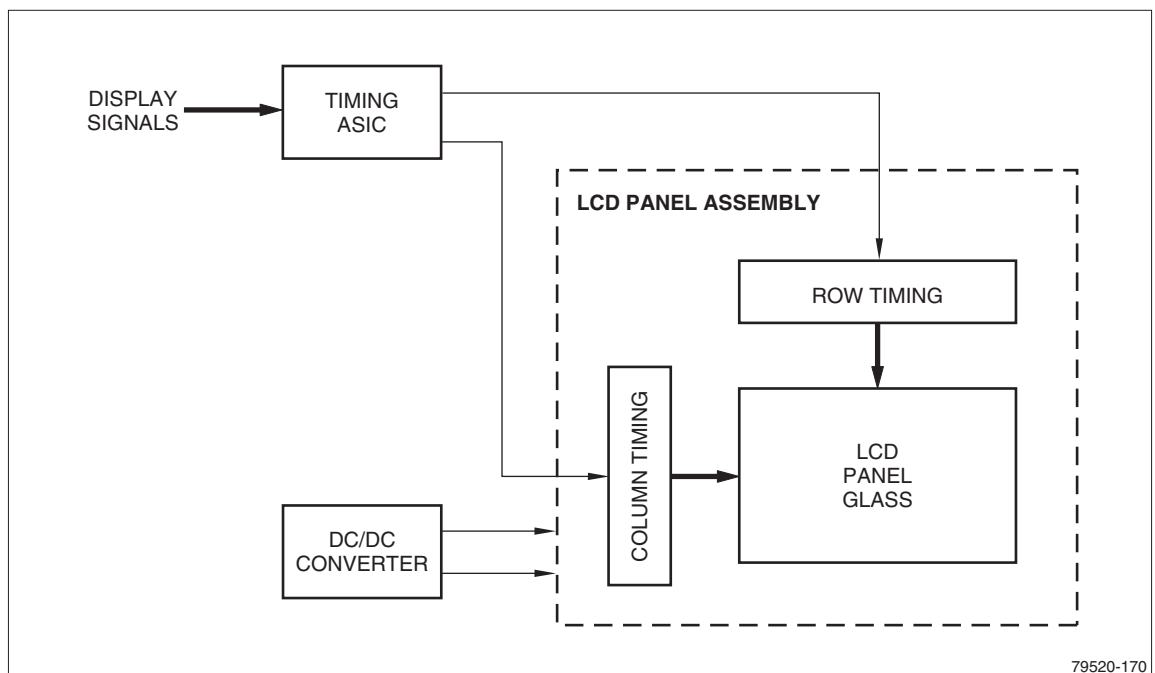 DISPLAY
SIGNALS
TIMING
ASIC
LCD PANEL ASSEMBLY
ROW TIMING
COLUMN TIMING
LCD
PANEL
GLASS
DC/DC
CONVERTER
79520-170